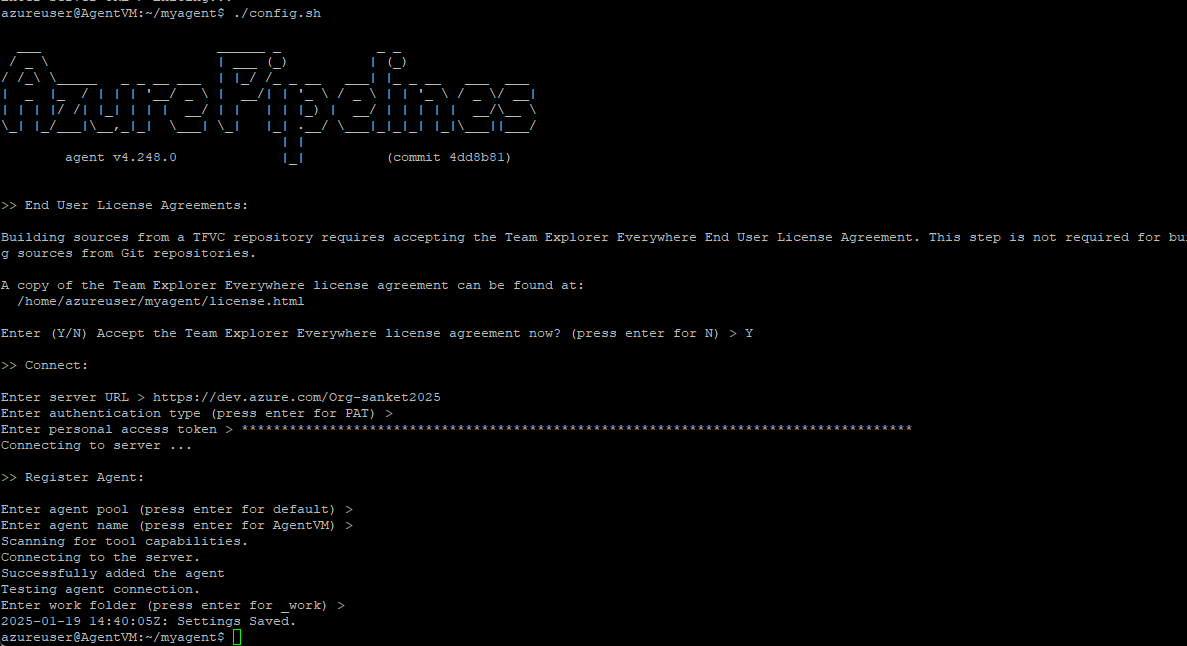 azureuser@AgentVM:~/myagent$ ./config.sh
AzurePipelines
agent v4.248.0 (commit 4dd8b81)
>> End User License Agreements:
Building sources from a TFVC repository requires accepting the Team Explorer Everywhere End User License Agreement. This step is not required for bui
g sources from Git repositories.
A copy of the Team Explorer Everywhere license agreement can be found at:
/home/azureuser/myagent/license.html
Enter (Y/N) Accept the Team Explorer Everywhere license agreement now? (press enter for N) > Y
>> Connect:
Enter server URL > https://dev.azure.com/Org-sanket2025
Enter authentication type (press enter for PAT) >
Enter personal access token > ************************************************************************************
Connecting to server ...
>> Register Agent:
Enter agent pool (press enter for default) >
Enter agent name (press enter for AgentVM) >
Scanning for tool capabilities.
Connecting to the server.
Successfully added the agent
Testing agent connection.
Enter work folder (press enter for _work) >
2025-01-19 14:40:05Z: Settings Saved.
azureuser@AgentVM:~/myagent$